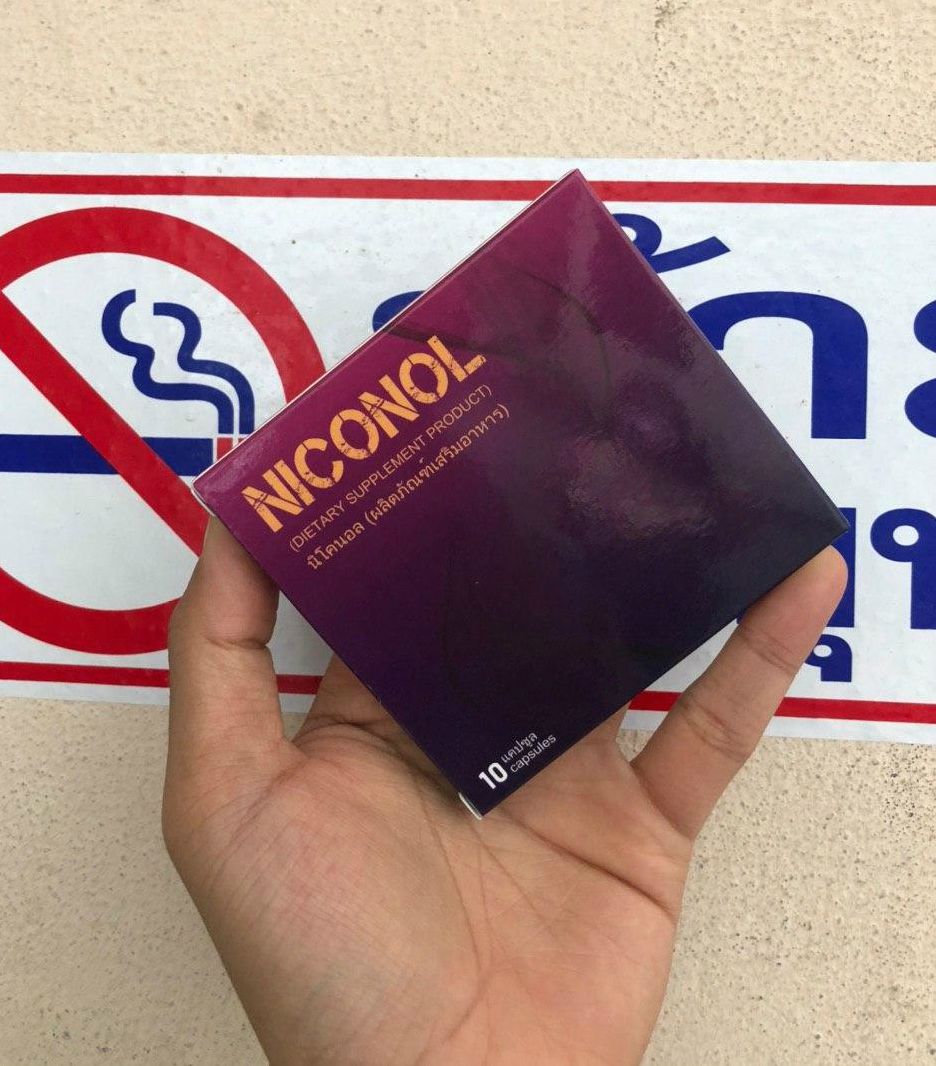 NICONOL
(DIETARY SUPPLEMENT PRODUCT)
นิโคนอล (ผลิตภัณฑ์เสริมอาหาร)
10 แคปซูล
capsules